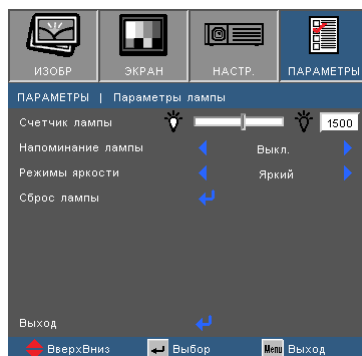 ИЗОБР ЭКРАН НАСТР. ПАРАМЕТРЫ
ПАРАМЕТРЫ | Параметры лампы
Счетчик лампы 1500
Напоминание лампы Выкл.
Режимы яркости Яркий
Сброс лампы
Выход
ВверхВниз Выбор Menu Выход